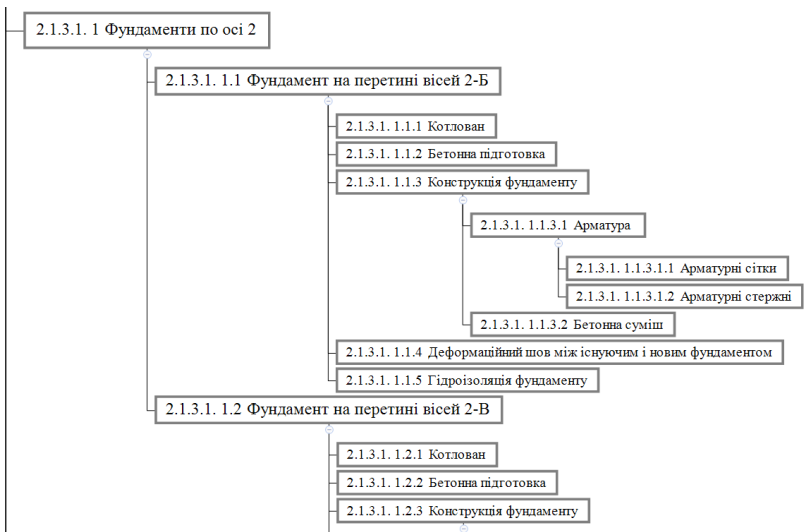 2.1.3.1. 1 Фундаменти по осі 2
2.1.3.1. 1.1 Фундамент на перетині вісей 2-Б
2.1.3.1. 1.1.1 Котлован
2.1.3.1. 1.1.2 Бетонна підготовка
2.1.3.1. 1.1.3 Конструкція фундаменту
2.1.3.1. 1.1.3.1 Арматура
2.1.3.1. 1.1.3.1.1 Арматурні сітки
2.1.3.1. 1.1.3.1.2 Арматурні стержні
2.1.3.1. 1.1.3.2 Бетонна суміш
2.1.3.1. 1.1.4 Деформаційний шов між існуючим і новим фундаментом
2.1.3.1. 1.1.5 Гідроізоляція фундаменту
2.1.3.1. 1.2 Фундамент на перетині вісей 2-В
2.1.3.1. 1.2.1 Котлован
2.1.3.1. 1.2.2 Бетонна підготовка
2.1.3.1. 1.2.3 Конструкція фундаменту